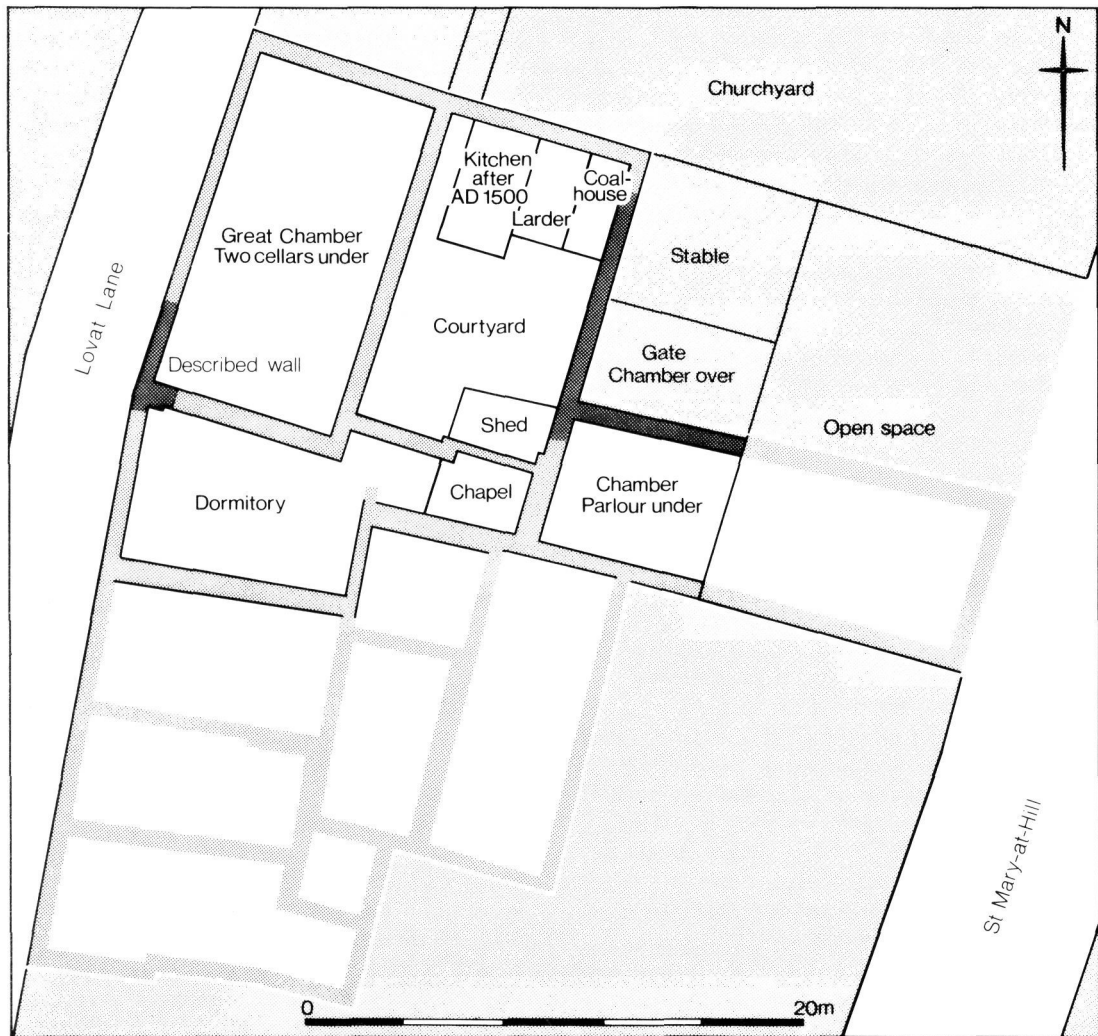 N
Churchyard
Kitchen
after
AD 1500
Coal-
house
Larder
Great Chamber
Two cellars under
Stable
Lovat Lane
Courtyard
Described wall
Gate
Chamber over
Shed
Open space
Dormitory
Chapel
Chamber
Parlour under
St Mary-at-Hill
0
20m